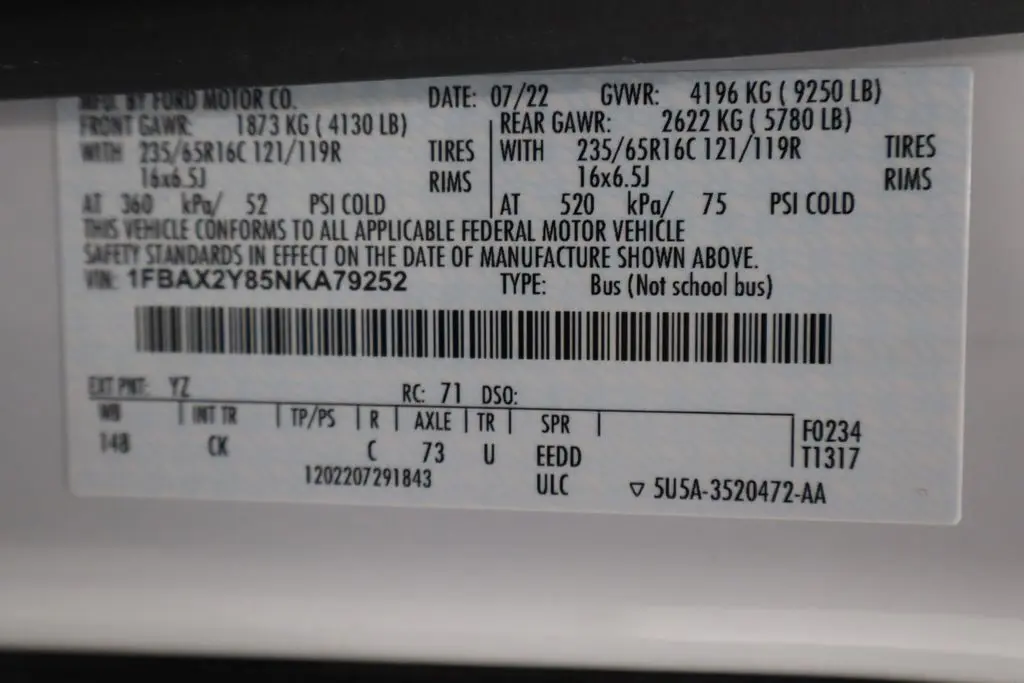 MFD. BY FORD MOTOR CO. DATE: 07/22 GVWR: 4196 KG ( 9250 LB)
FRONT GAWR: 1873 KG ( 4130 LB) REAR GAWR: 2622 KG ( 5780 LB)
WITH 235/65R16C 121/119R TIRES WITH 235/65R16C 121/119R TIRES
16x6.5J RIMS 16x6.5J RIMS
AT 360 kPa/ 52 PSI COLD AT 520 kPa/ 75 PSI COLD
THIS VEHICLE CONFORMS TO ALL APPLICABLE FEDERAL MOTOR VEHICLE
SAFETY STANDARDS IN EFFECT ON THE DATE OF MANUFACTURE SHOWN ABOVE.
VIN: 1FBAX2Y85NKA79252 TYPE: Bus (Not school bus)
EXT PNT: YZ RC: 71 DSO:
WB INT TR TP/PS R AXLE TR SPR F0234
148 CK C 73 U EEDD T1317
1202207291843 ULC ▽ 5U5A-3520472-AA